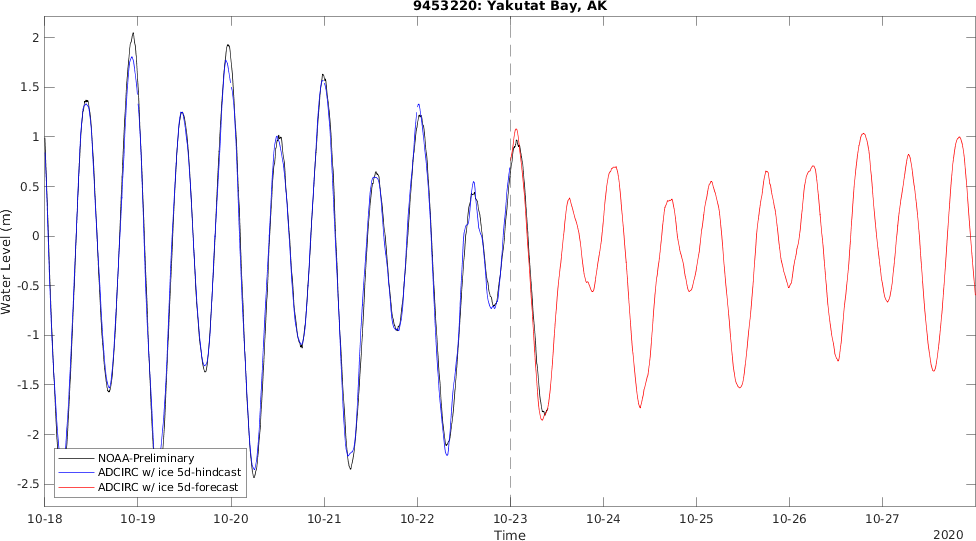 9453220: Yakutat Bay, AK
2
1.5
1
0.5
0
-0.5
-1
-1.5
-2
-2.5
Water Level (m)
NOAA-Preliminary
ADCIRC w/ ice 5d-hindcast
ADCIRC w/ ice 5d-forecast
10-18 10-19 10-20 10-21 10-22 10-23 10-24 10-25 10-26 10-27
Time
2020